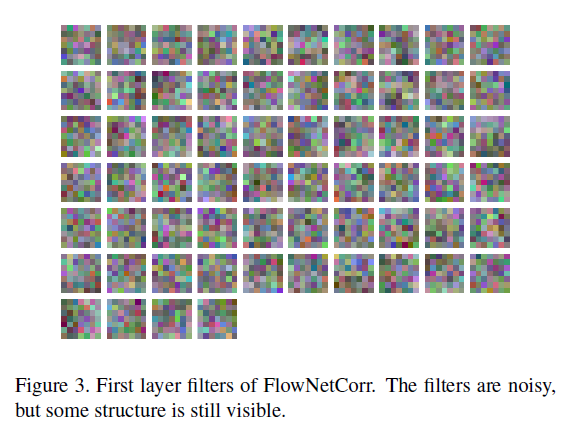 Figure 3. First layer filters of FlowNetCorr. The filters are noisy,
but some structure is still visible.